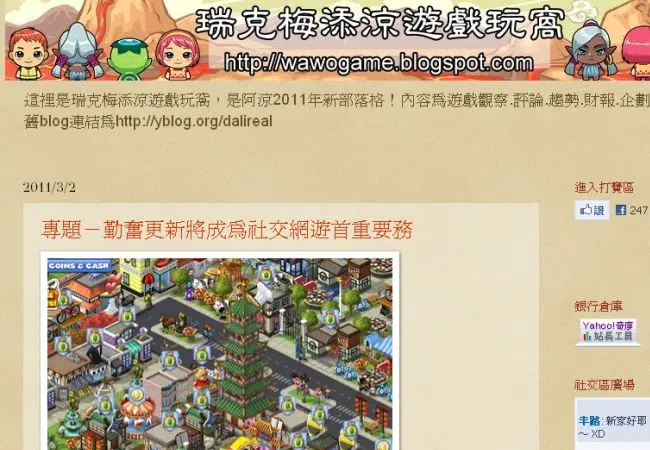 瑞克梅添涼遊戲玩窩
http://wawogame.blogspot.com
這裡是瑞克梅添涼遊戲玩窩，是阿涼2011年新部落格！內容為遊戲觀察.評論.趨勢.財報.企劃
舊blog連結為http://yblog.org/dalireal
2011/3/2
進入打寶區
讚 247
專題－勤奮更新將成為社交網遊首重要務
COINS & CASH
銀行倉庫
Yahoo!奇摩
站長工具
社交區廣場
丰路: 新家好耶
～ XD